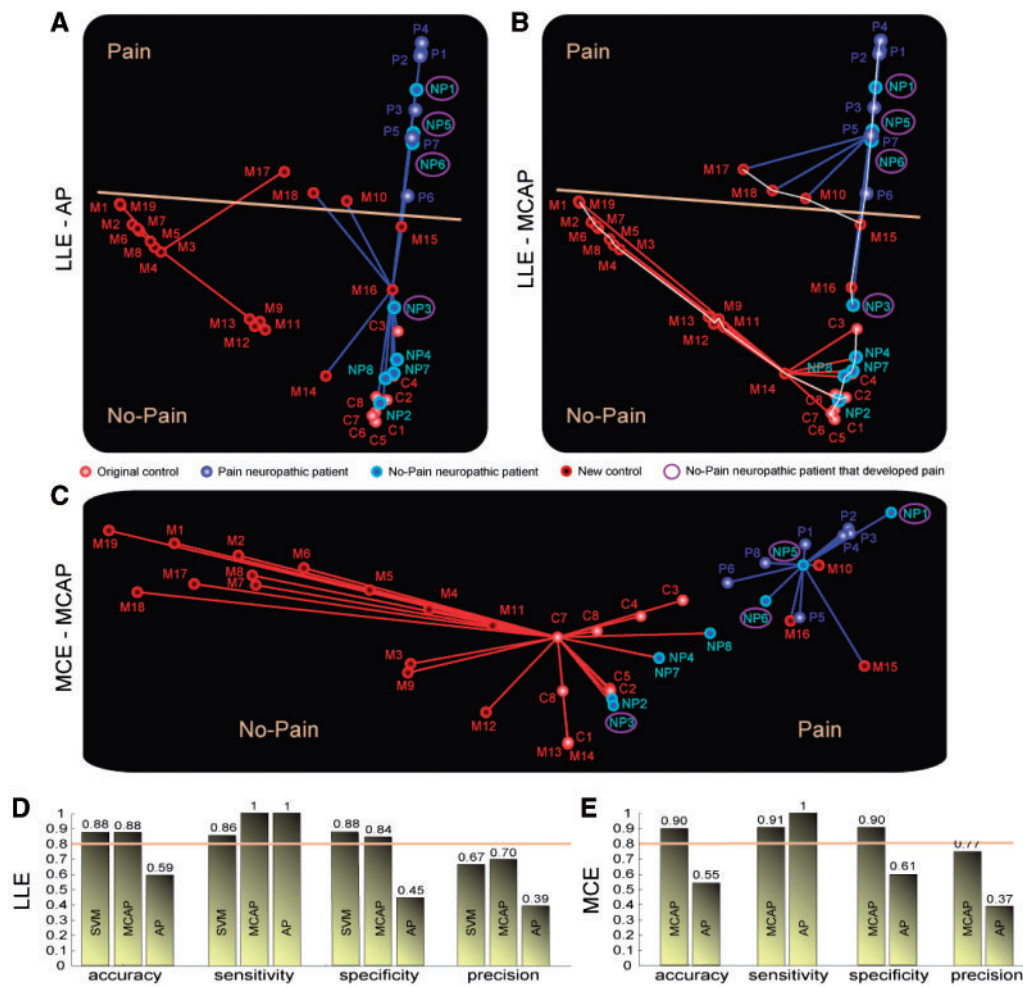 A
Pain
LLE - AP
P4
P2 P1
NP1
P3
NP5
P5 P7
NP6
M17
M18 M10 P6
M1 M19
M2 M7 M15
M6 M5
M8 M3
M4
M16
NP3
M9 C3
M13 M11
M12
NP4
NP8 NP7
M14 C4
C8 C2
NP2
C7
C6 C1
C5
No-Pain
B
Pain
LLE - MCAP
P4
P2 P1
NP1
P3
NP5
P5 P7
NP6
M17
M18 M10 P6
M1 M19
M2 M7 M15
M6 M5
M8 M3
M4
M16
NP3
M9 C3
M13 M11
M12
NP4
NP8 NP7
M14 C4
C8 C2
NP2
C7
C6 C1
C5
No-Pain
Original control Pain neuropathic patient No-Pain neuropathic patient New control No-Pain neuropathic patient that developed pain
C
MCE - MCAP
NP1
P2
M19 M1 P1 P3
M2 NP5 P4
M6 P8 M10
M17 M8 M5 P6
M7
M18 M4 C3
M11 C4 NP6
C7 C8 P5
M16
NP8
M3 NP4
M9 NP7 M15
C5
C8 C2
NP2
M12 NP3
C1
M13 M14
No-Pain Pain
D
LLE
1
0.9
0.8
0.7
0.6
0.5
0.4
0.3
0.2
0.1
0
0.88 0.88 0.59
0.86 1 1
0.88 0.84 0.45
0.67 0.70 0.39
SVM MCAP AP SVM MCAP AP SVM MCAP AP SVM MCAP AP
accuracy sensitivity specificity precision
E
MCE
1
0.9
0.8
0.7
0.6
0.5
0.4
0.3
0.2
0.1
0
0.90 0.55
0.91 1
0.90 0.61
0.77 0.37
MCAP AP MCAP AP MCAP AP MCAP AP
accuracy sensitivity specificity precision